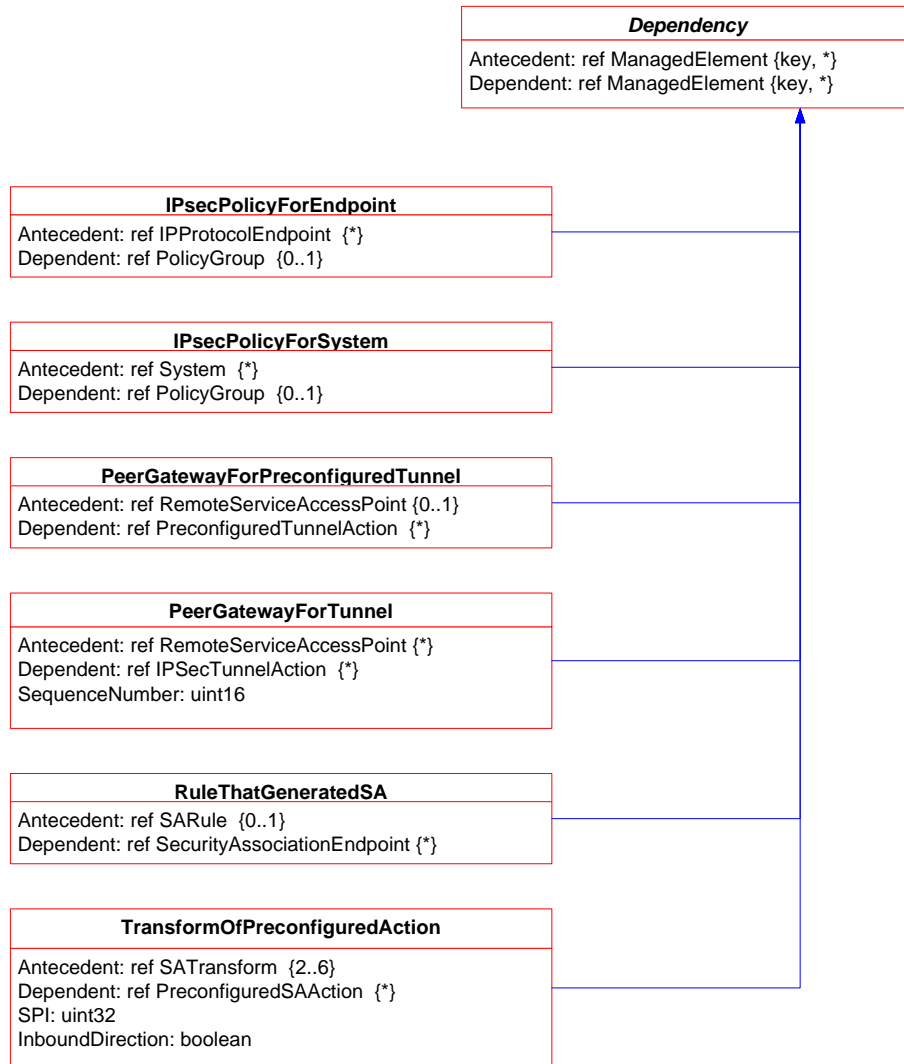 Dependency
Antecedent: ref ManagedElement {key, *}
Dependent: ref ManagedElement {key, *}
IPsecPolicyForEndpoint
Antecedent: ref IPProtocolEndpoint {*}
Dependent: ref PolicyGroup {0..1}
IPsecPolicyForSystem
Antecedent: ref System {*}
Dependent: ref PolicyGroup {0..1}
PeerGatewayForPreconfiguredTunnel
Antecedent: ref RemoteServiceAccessPoint {0..1}
Dependent: ref PreconfiguredTunnelAction {*}
PeerGatewayForTunnel
Antecedent: ref RemoteServiceAccessPoint {*}
Dependent: ref IPSecTunnelAction {*}
SequenceNumber: uint16
RuleThatGeneratedSA
Antecedent: ref SARule {0..1}
Dependent: ref SecurityAssociationEndpoint {*}
TransformOfPreconfiguredAction
Antecedent: ref SATransform {2..6}
Dependent: ref PreconfiguredSAAction {*}
SPI: uint32
InboundDirection: boolean